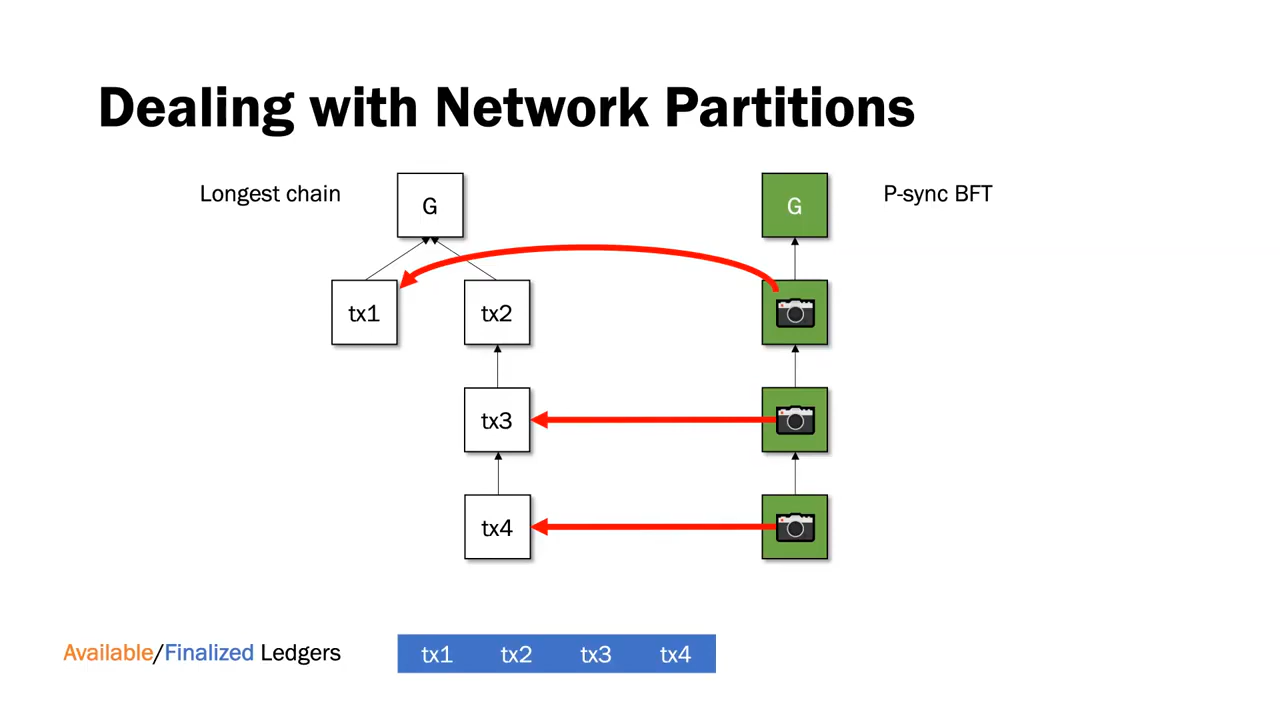 Dealing with Network Partitions
Longest chain
G
G
P-sync BFT
tx1
tx2
tx3
tx4
Available/Finalized Ledgers
tx1 tx2 tx3 tx4